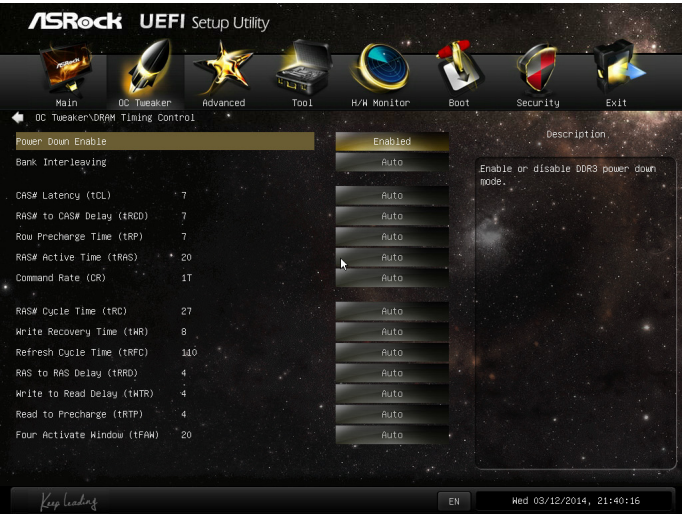 ASRock UEFI Setup Utility
Main OC Tweaker Advanced Tool H/W Monitor Boot Security Exit
OC Tweaker\DRAM Timing Control
Power Down Enable Enabled
Bank Interleaving Auto
CAS# Latency (tCL) 7 Auto
RAS# to CAS# Delay (tRCD) 7 Auto
Row Precharge Time (tRP) 7 Auto
RAS# Active Time (tRAS) 20 Auto
Command Rate (CR) 1T Auto
RAS# Cycle Time (tRC) 27 Auto
Write Recovery Time (tWR) 8 Auto
Refresh Cycle Time (tRFC) 110 Auto
RAS to RAS Delay (tRRD) 4 Auto
Write to Read Delay (tWTR) 4 Auto
Read to Precharge (tRTP) 4 Auto
Four Activate Window (tFAW) 20 Auto
Description
Enable or disable DDR3 power down
mode.
Keep Leading
EN
Wed 03/12/2014, 21:40:16